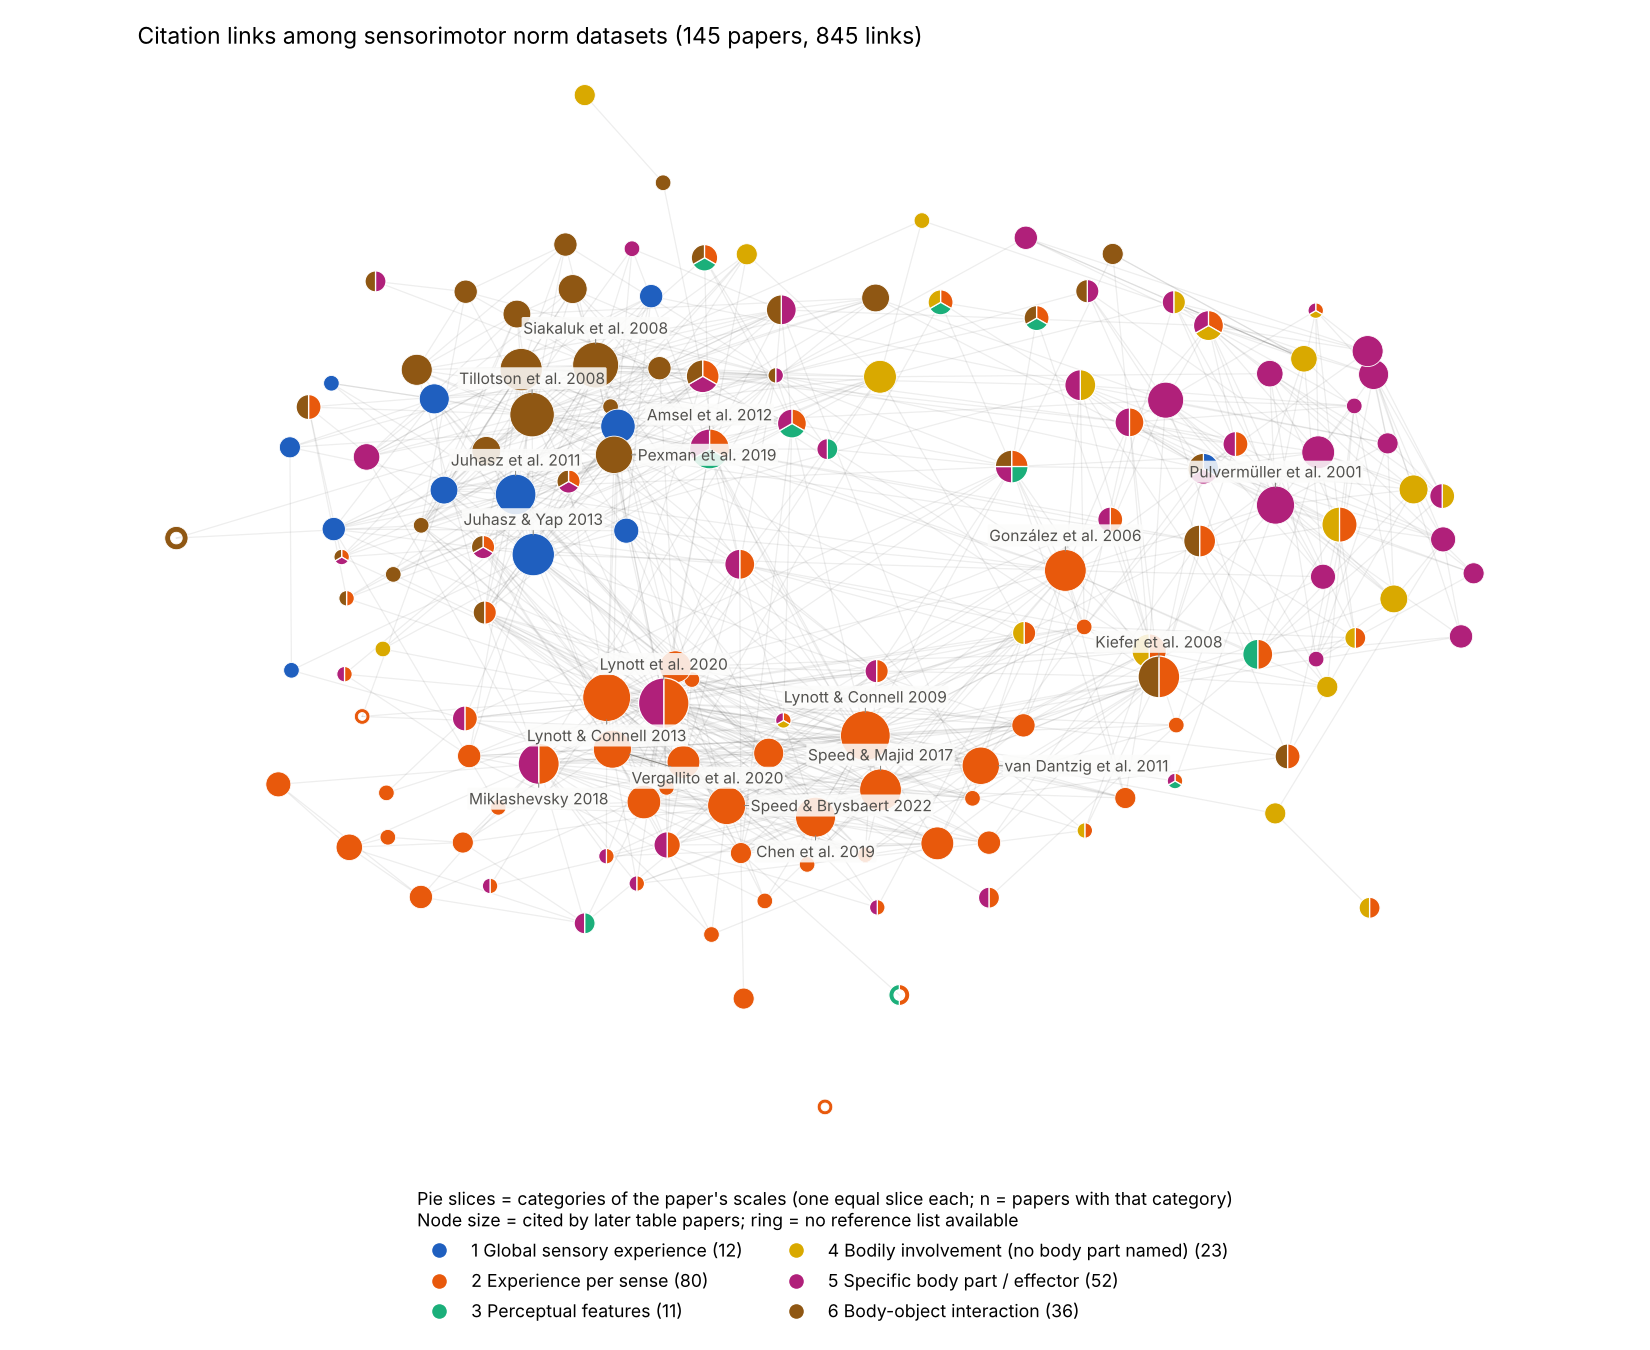 Citation links among sensorimotor norm datasets (145 papers, 845 links)
Siakaluk et al. 2008
Tillotson et al. 2008
Amsel et al. 2012
Pexman et al. 2019
Juhasz et al. 2011
Pulvermüller et al. 2001
Juhasz & Yap 2013
González et al. 2006
Kiefer et al. 2008
Lynott et al. 2020
Lynott & Connell 2009
Lynott & Connell 2013
Speed & Majid 2017
van Dantzig et al. 2011
Vergallito et al. 2020
Miklashevsky 2018
Speed & Brysbaert 2022
Chen et al. 2019
Pie slices = categories of the paper's scales (one equal slice each; n = papers with that category)
Node size = cited by later table papers; ring = no reference list available
1 Global sensory experience (12)
2 Experience per sense (80)
3 Perceptual features (11)
4 Bodily involvement (no body part named) (23)
5 Specific body part / effector (52)
6 Body-object interaction (36)